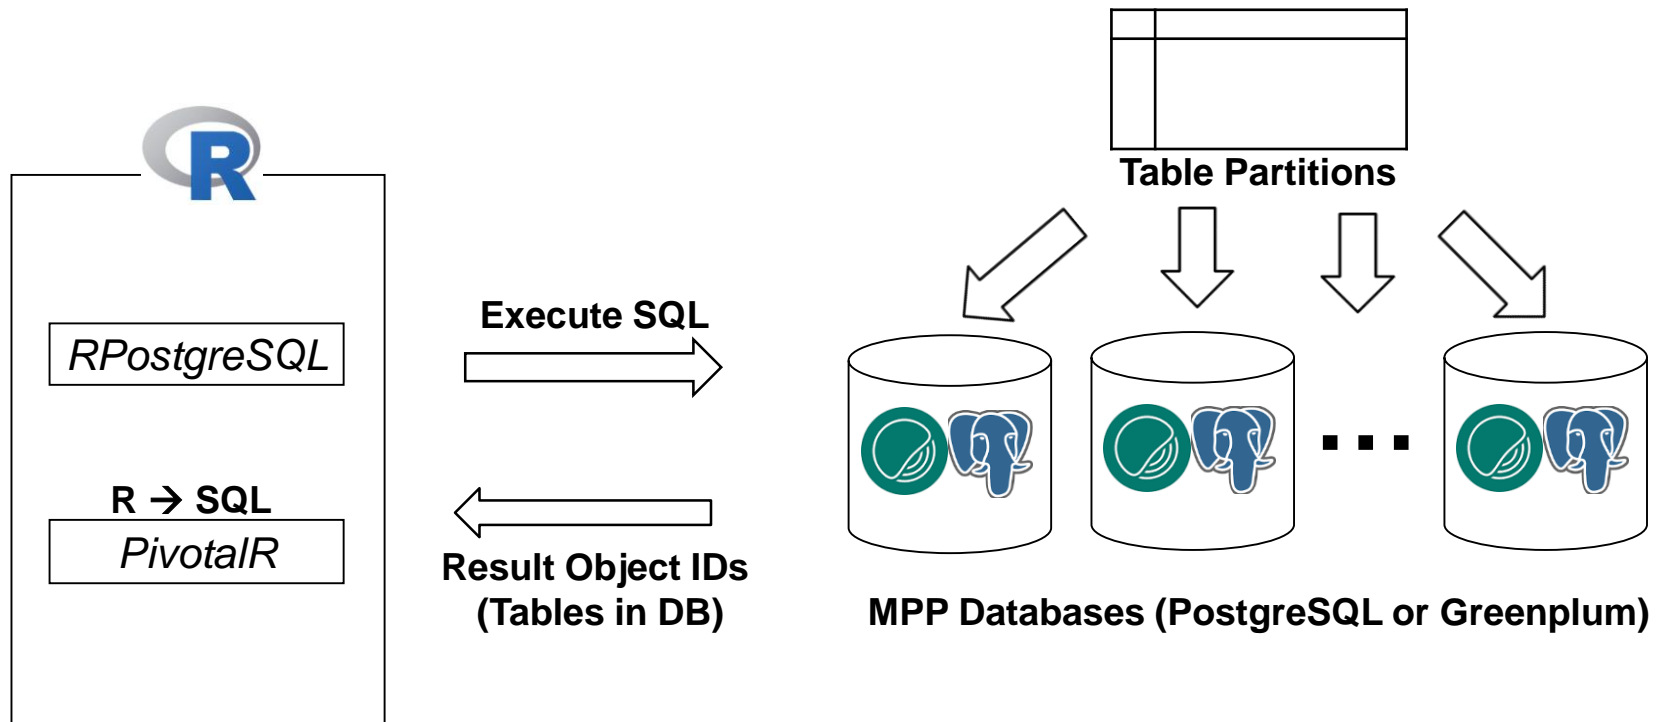 R
RPostgreSQL
R → SQL
PivotalR
Execute SQL
Result Object IDs
(Tables in DB)
Table Partitions
...
MPP Databases (PostgreSQL or Greenplum)